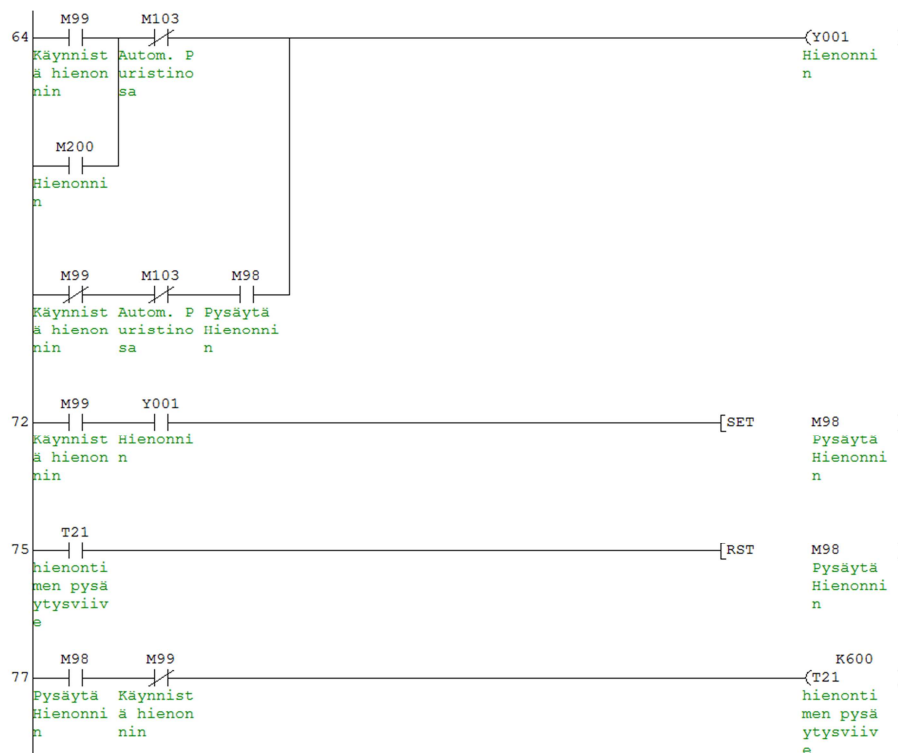 M99 M103
64 (Y001
Käynnist Autom. P Hienonni
ä hienon uristino n
nin sa
M200
Hienonni
n
M99 M103 M98
Käynnist Autom. P Pysäytä
ä hienon uristino Hienonni
nin sa n
M99 Y001
72 [SET M98
Käynnist Hienonni Pysäytä
ä hienon n Hienonni
nin n
T21
75 [RST M98
hienonti Pysäytä
men pysä Hienonni
ytysviiv n
e
M98 M99 K600
77 (T21
Pysäytä Käynnist hienonti
Hienonni ä hienon men pysä
n nin ytysviiv
e